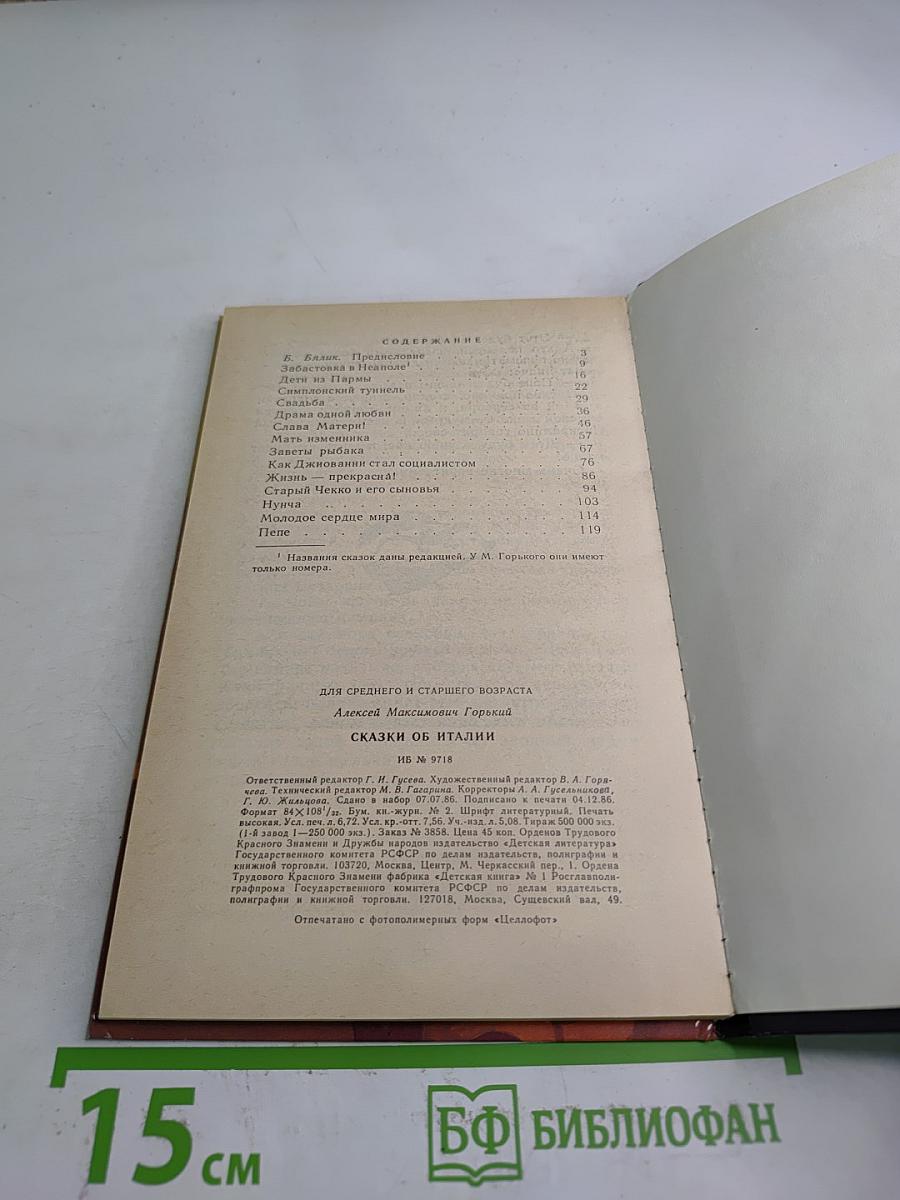 СОДЕРЖАНИЕ
Б. Бялик. Предисловие . . . . . . . . . 3
Забастовка в Неаполе¹ . . . . . . . . . 9
Дети из Пармы . . . . . . . . . . . 16
Симплонский туннель . . . . . . . . . 22
Свадьба . . . . . . . . . . . . . . 29
Драма одной любви . . . . . . . . . . 36
Слава Матери! . . . . . . . . . . . 46
Мать изменника . . . . . . . . . . . 57
Заветы рыбака . . . . . . . . . . . 67
Как Джиованни стал социалистом . . . . . 76
Жизнь — прекрасна! . . . . . . . . . 86
Старый Чекко и его сыновья . . . . . . . 94
Нунча . . . . . . . . . . . . . . 103
Молодое сердце мира . . . . . . . . . 114
Пепе . . . . . . . . . . . . . . . 119
¹ Названия сказок даны редакцией. У М. Горького они имеют
только номера.
ДЛЯ СРЕДНЕГО И СТАРШЕГО ВОЗРАСТА
Алексей Максимович Горький
СКАЗКИ ОБ ИТАЛИИ
ИБ № 9718
Ответственный редактор Г. И. Гусева. Художественный редактор В. А. Горя-
чева. Технический редактор М. В. Гагарина. Корректоры А. А. Гусельникова,
Г. Ю. Жильцова. Сдано в набор 07.07.86. Подписано к печати 04.12.86.
Формат 84×108¹/₃₂. Бум. кн.-журн. № 2. Шрифт литературный. Печать
высокая. Усл. печ. л. 6,72. Усл. кр.-отт. 7,56. Уч.-изд. л. 5,08. Тираж 500 000 экз.
(1-й завод 1—250 000 экз.). Заказ № 3858. Цена 45 коп. Орденов Трудового
Красного Знамени и Дружбы народов издательство «Детская литература»
Государственного комитета РСФСР по делам издательств, полиграфии и
книжной торговли. 103720, Москва, Центр, М. Черкасский пер., 1. Ордена
Трудового Красного Знамени фабрика «Детская книга» № 1 Росглавполи-
графпрома Государственного комитета РСФСР по делам издательств,
полиграфии и книжной торговли. 127018, Москва, Сущевский вал, 49.
Отпечатано с фотополимерных форм «Целлофот»
15 см
БФ БИБЛИОФАН